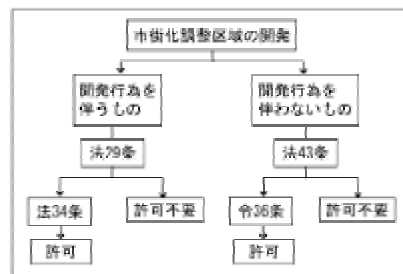 市街化調整区域の開発
開発行為を
伴うもの
開発行為を
伴わないもの
法29条
法43条
法34条
許可不要
令36条
許可不要
許可
許可